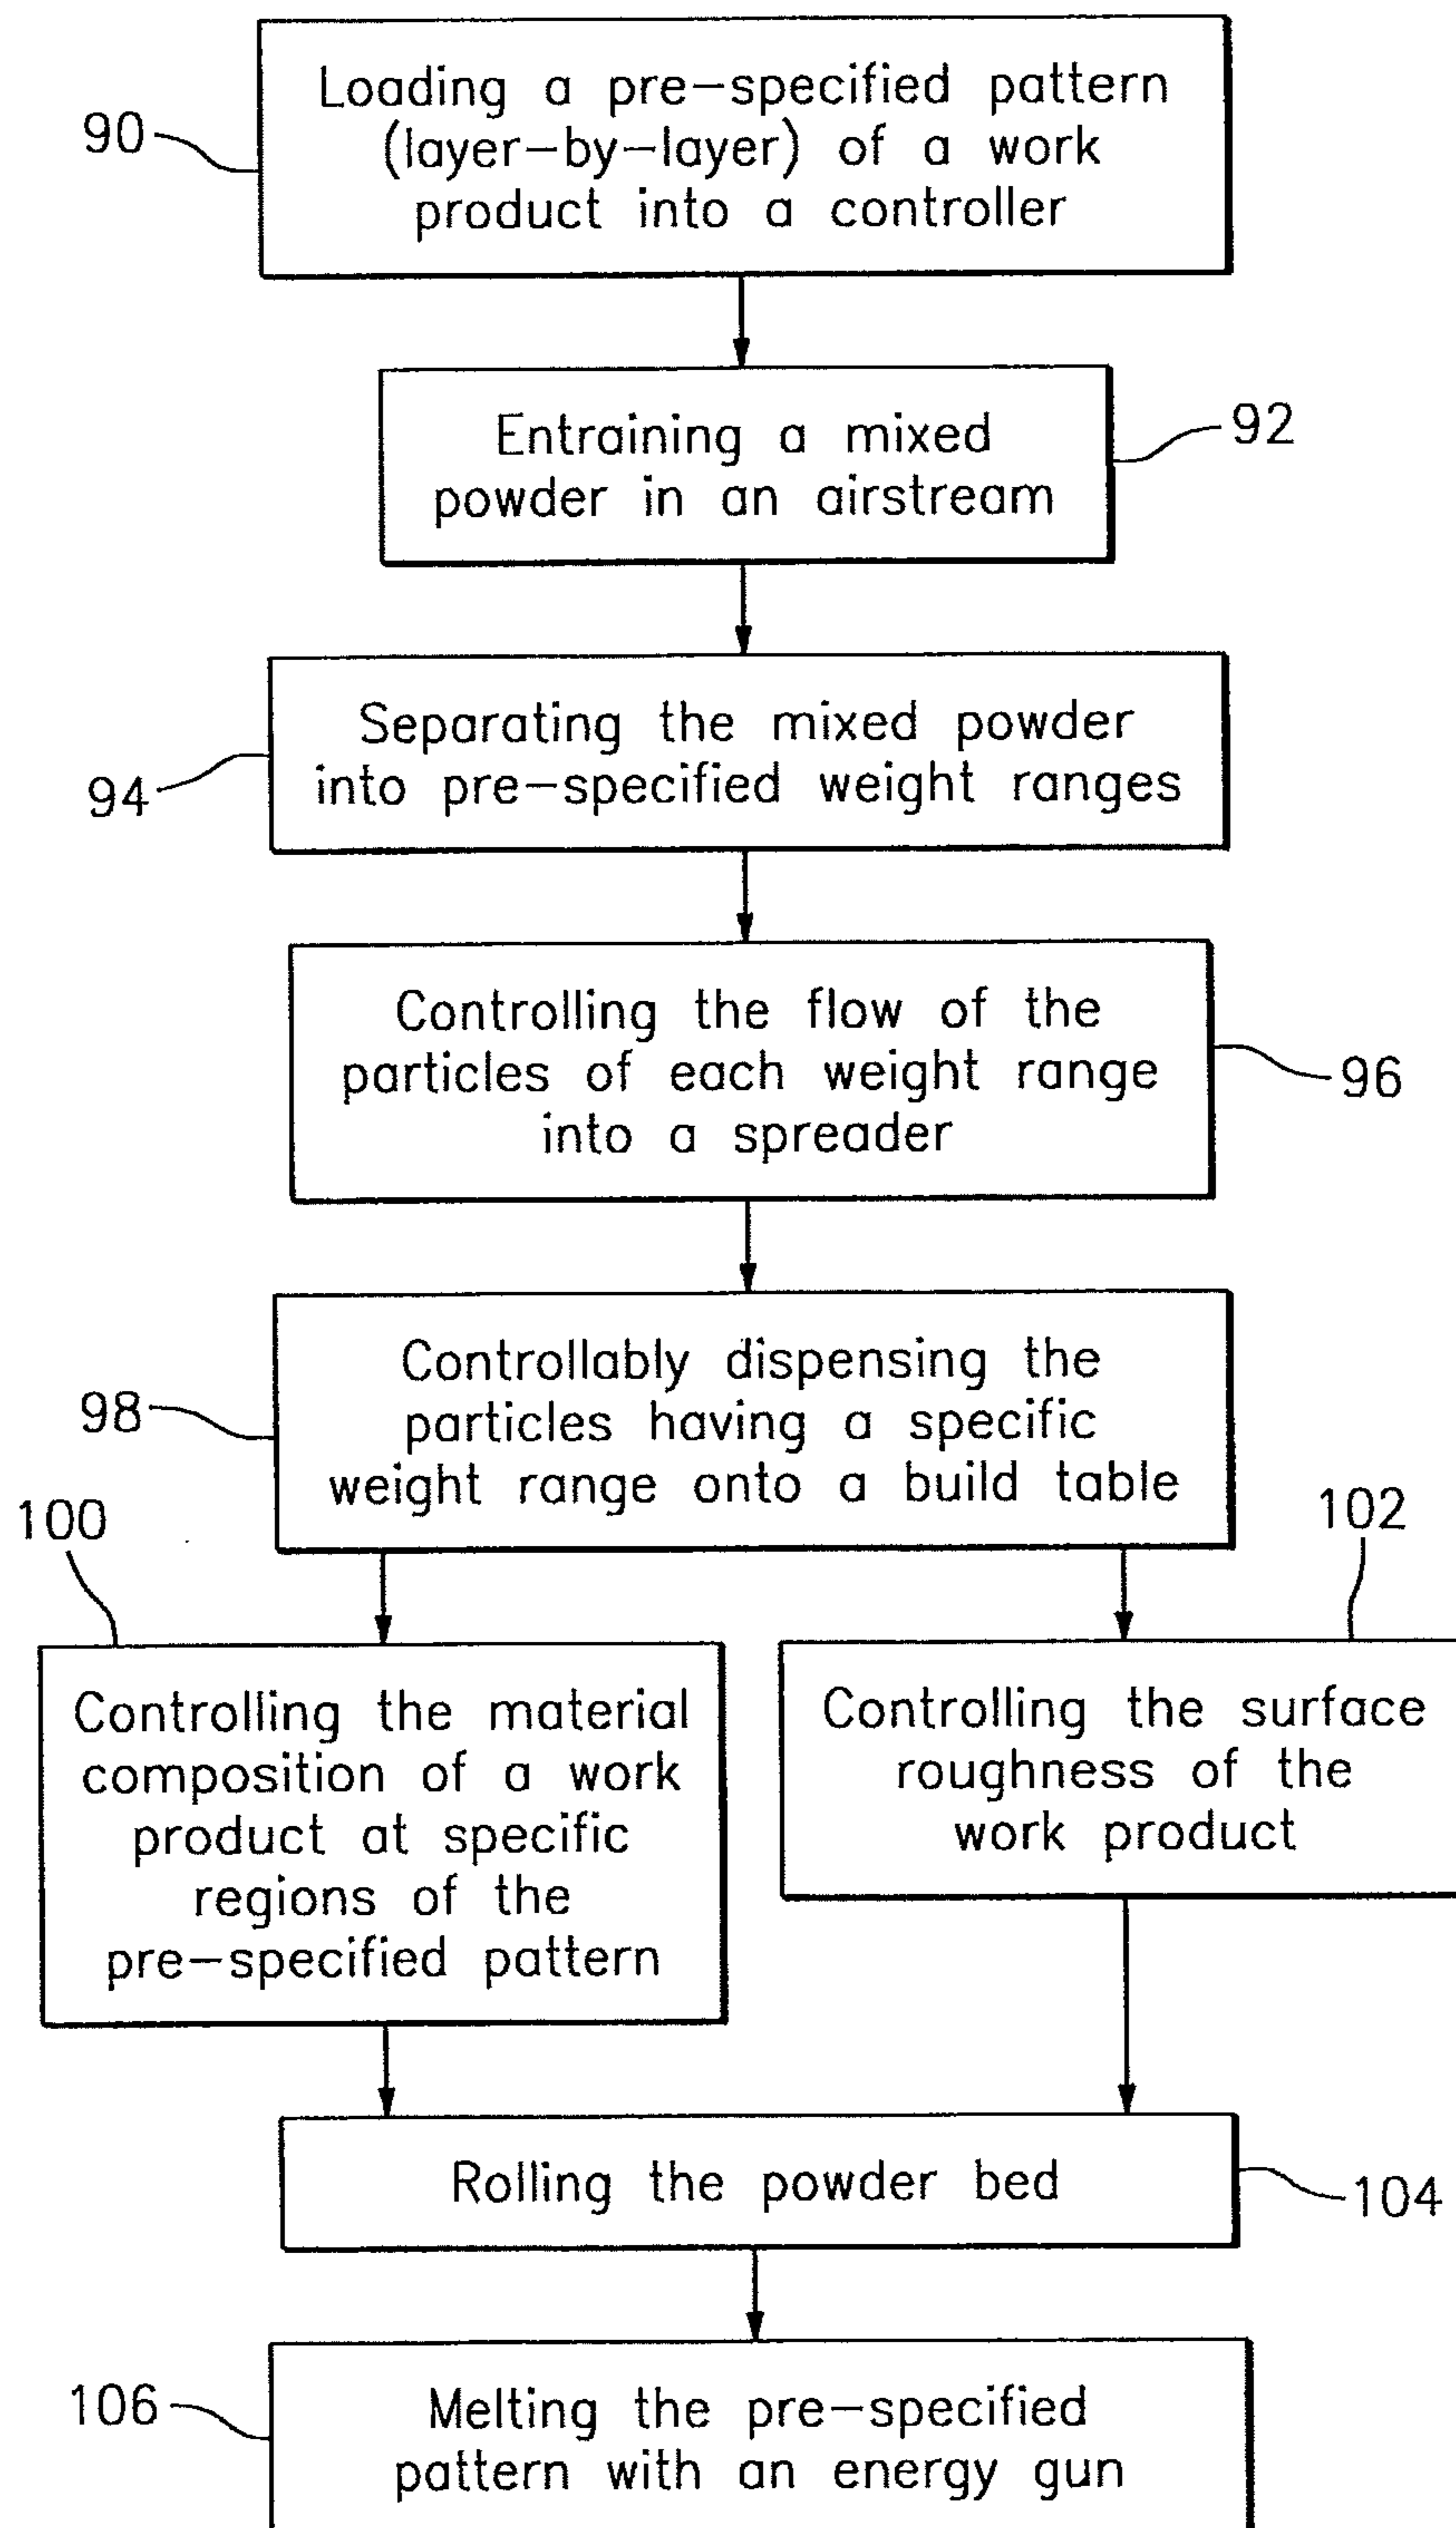 Loading a pre-specified pattern
(layer-by-layer) of a work
product into a controller
90
Entraining a mixed
powder in an airstream
92
Separating the mixed powder
into pre-specified weight ranges
94
Controlling the flow of the
particles of each weight range
into a spreader
96
Controllably dispensing the
particles having a specific
weight range onto a build table
98
100
102
Controlling the material
composition of a work
product at specific
regions of the
pre-specified pattern
Controlling the surface
roughness of the
work product
Rolling the powder bed
104
106
Melting the pre-specified
pattern with an energy gun